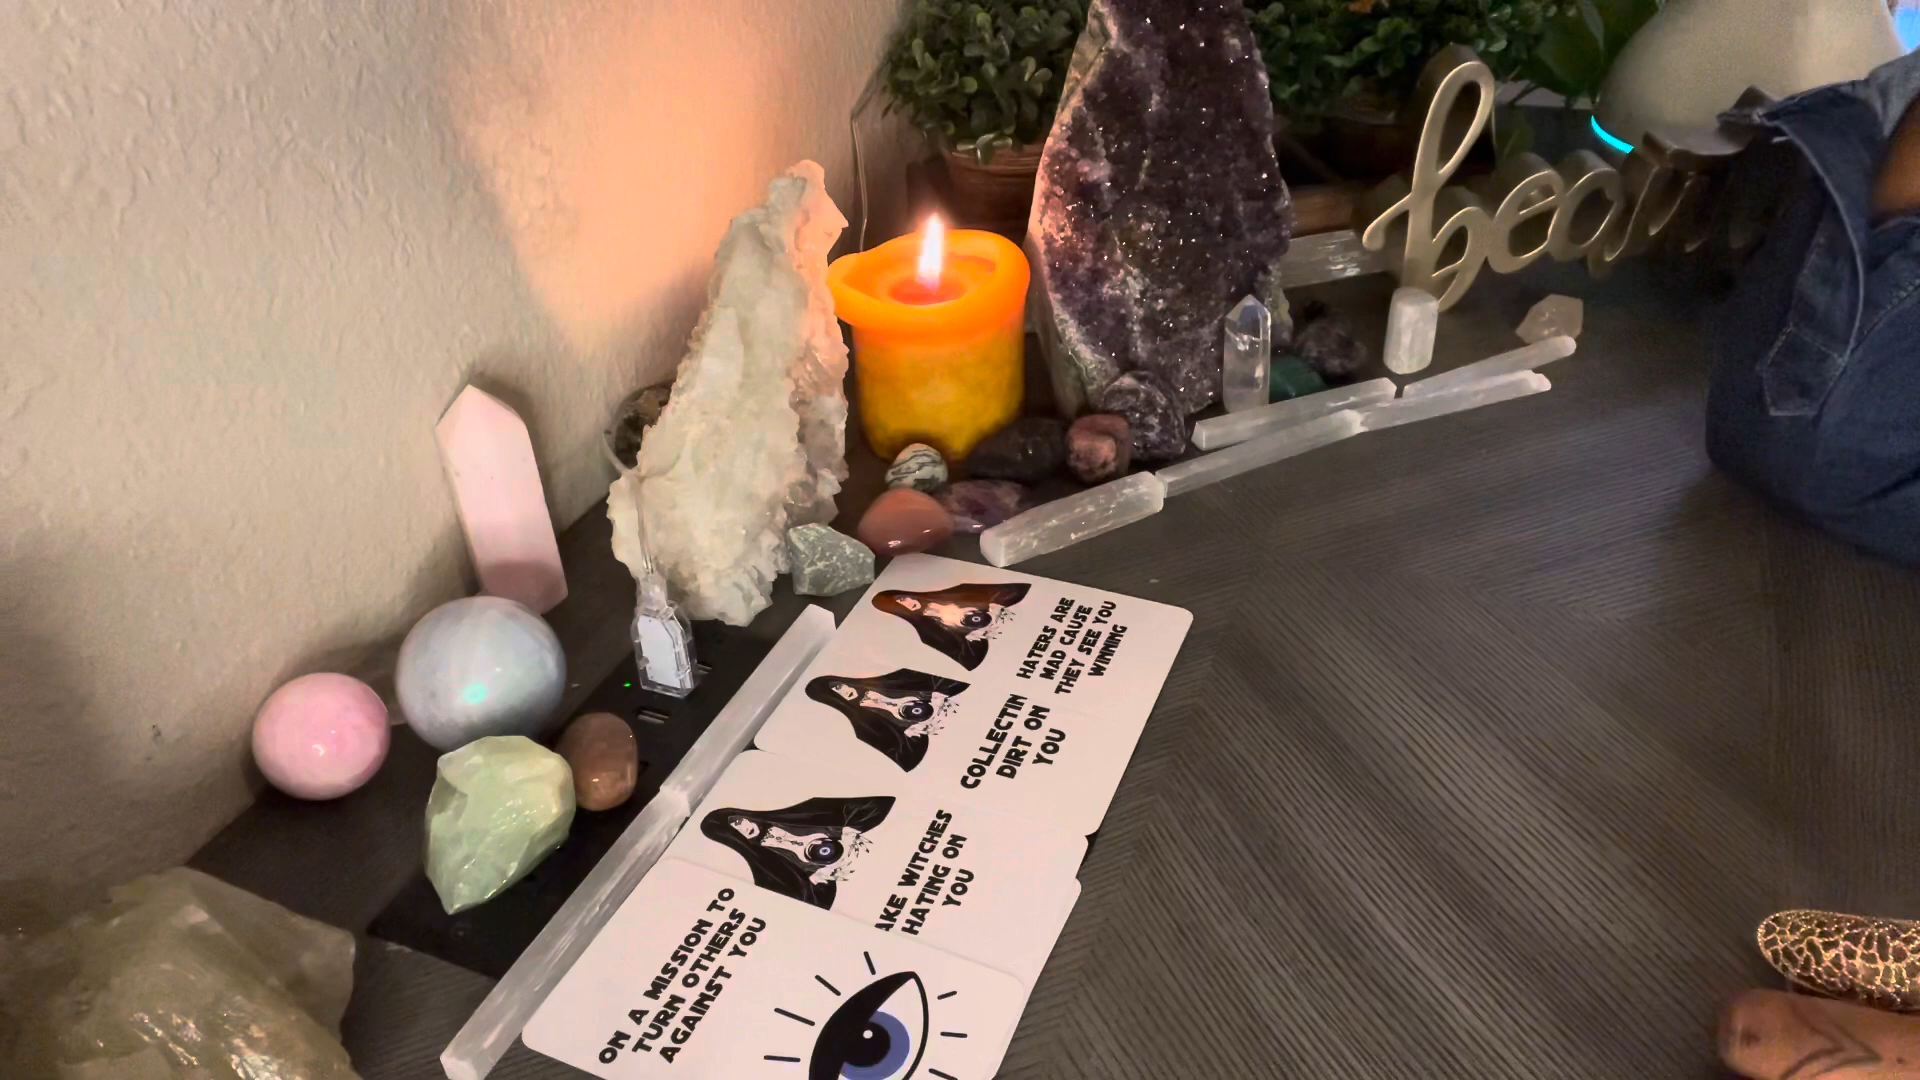 HATERS ARE
MAD CAUSE
THEY SEE YOU
WINNING
COLLECTIN
DIRT ON
YOU
AKE WITCHES
HATING ON
YOU
ON A MISSION TO
TURN OTHERS
AGAINST YOU